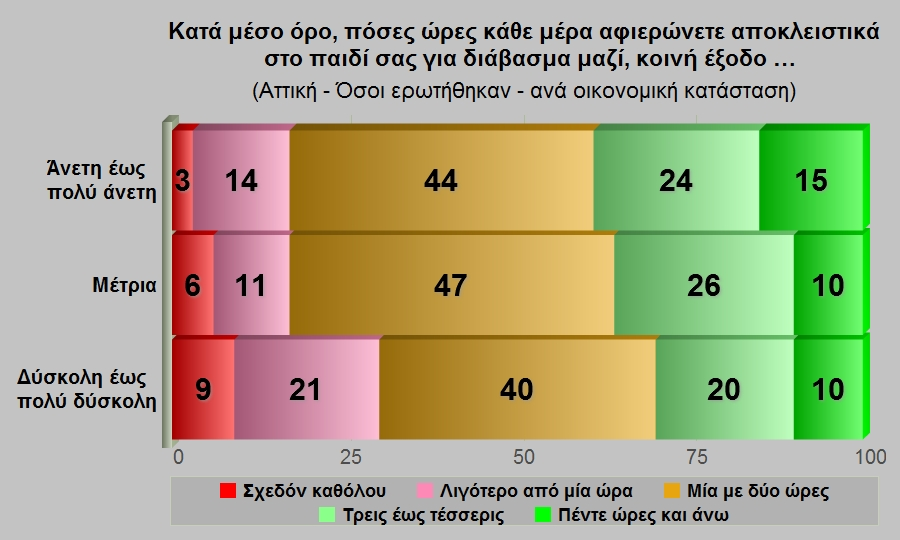 Κατά μέσο όρο, πόσες ώρες κάθε μέρα αφιερώνετε αποκλειστικά
στο παιδί σας για διάβασμα μαζί, κοινή έξοδο …
(Αττική - Όσοι ερωτήθηκαν - ανά οικονομική κατάσταση)
Άνετη έως
πολύ άνετη
3 14 44 24 15
Μέτρια
6 11 47 26 10
Δύσκολη έως
πολύ δύσκολη
9 21 40 20 10
0 25 50 75 100
Σχεδόν καθόλου Λιγότερο από μία ώρα Μία με δύο ώρες
Τρεις έως τέσσερις Πέντε ώρες και άνω